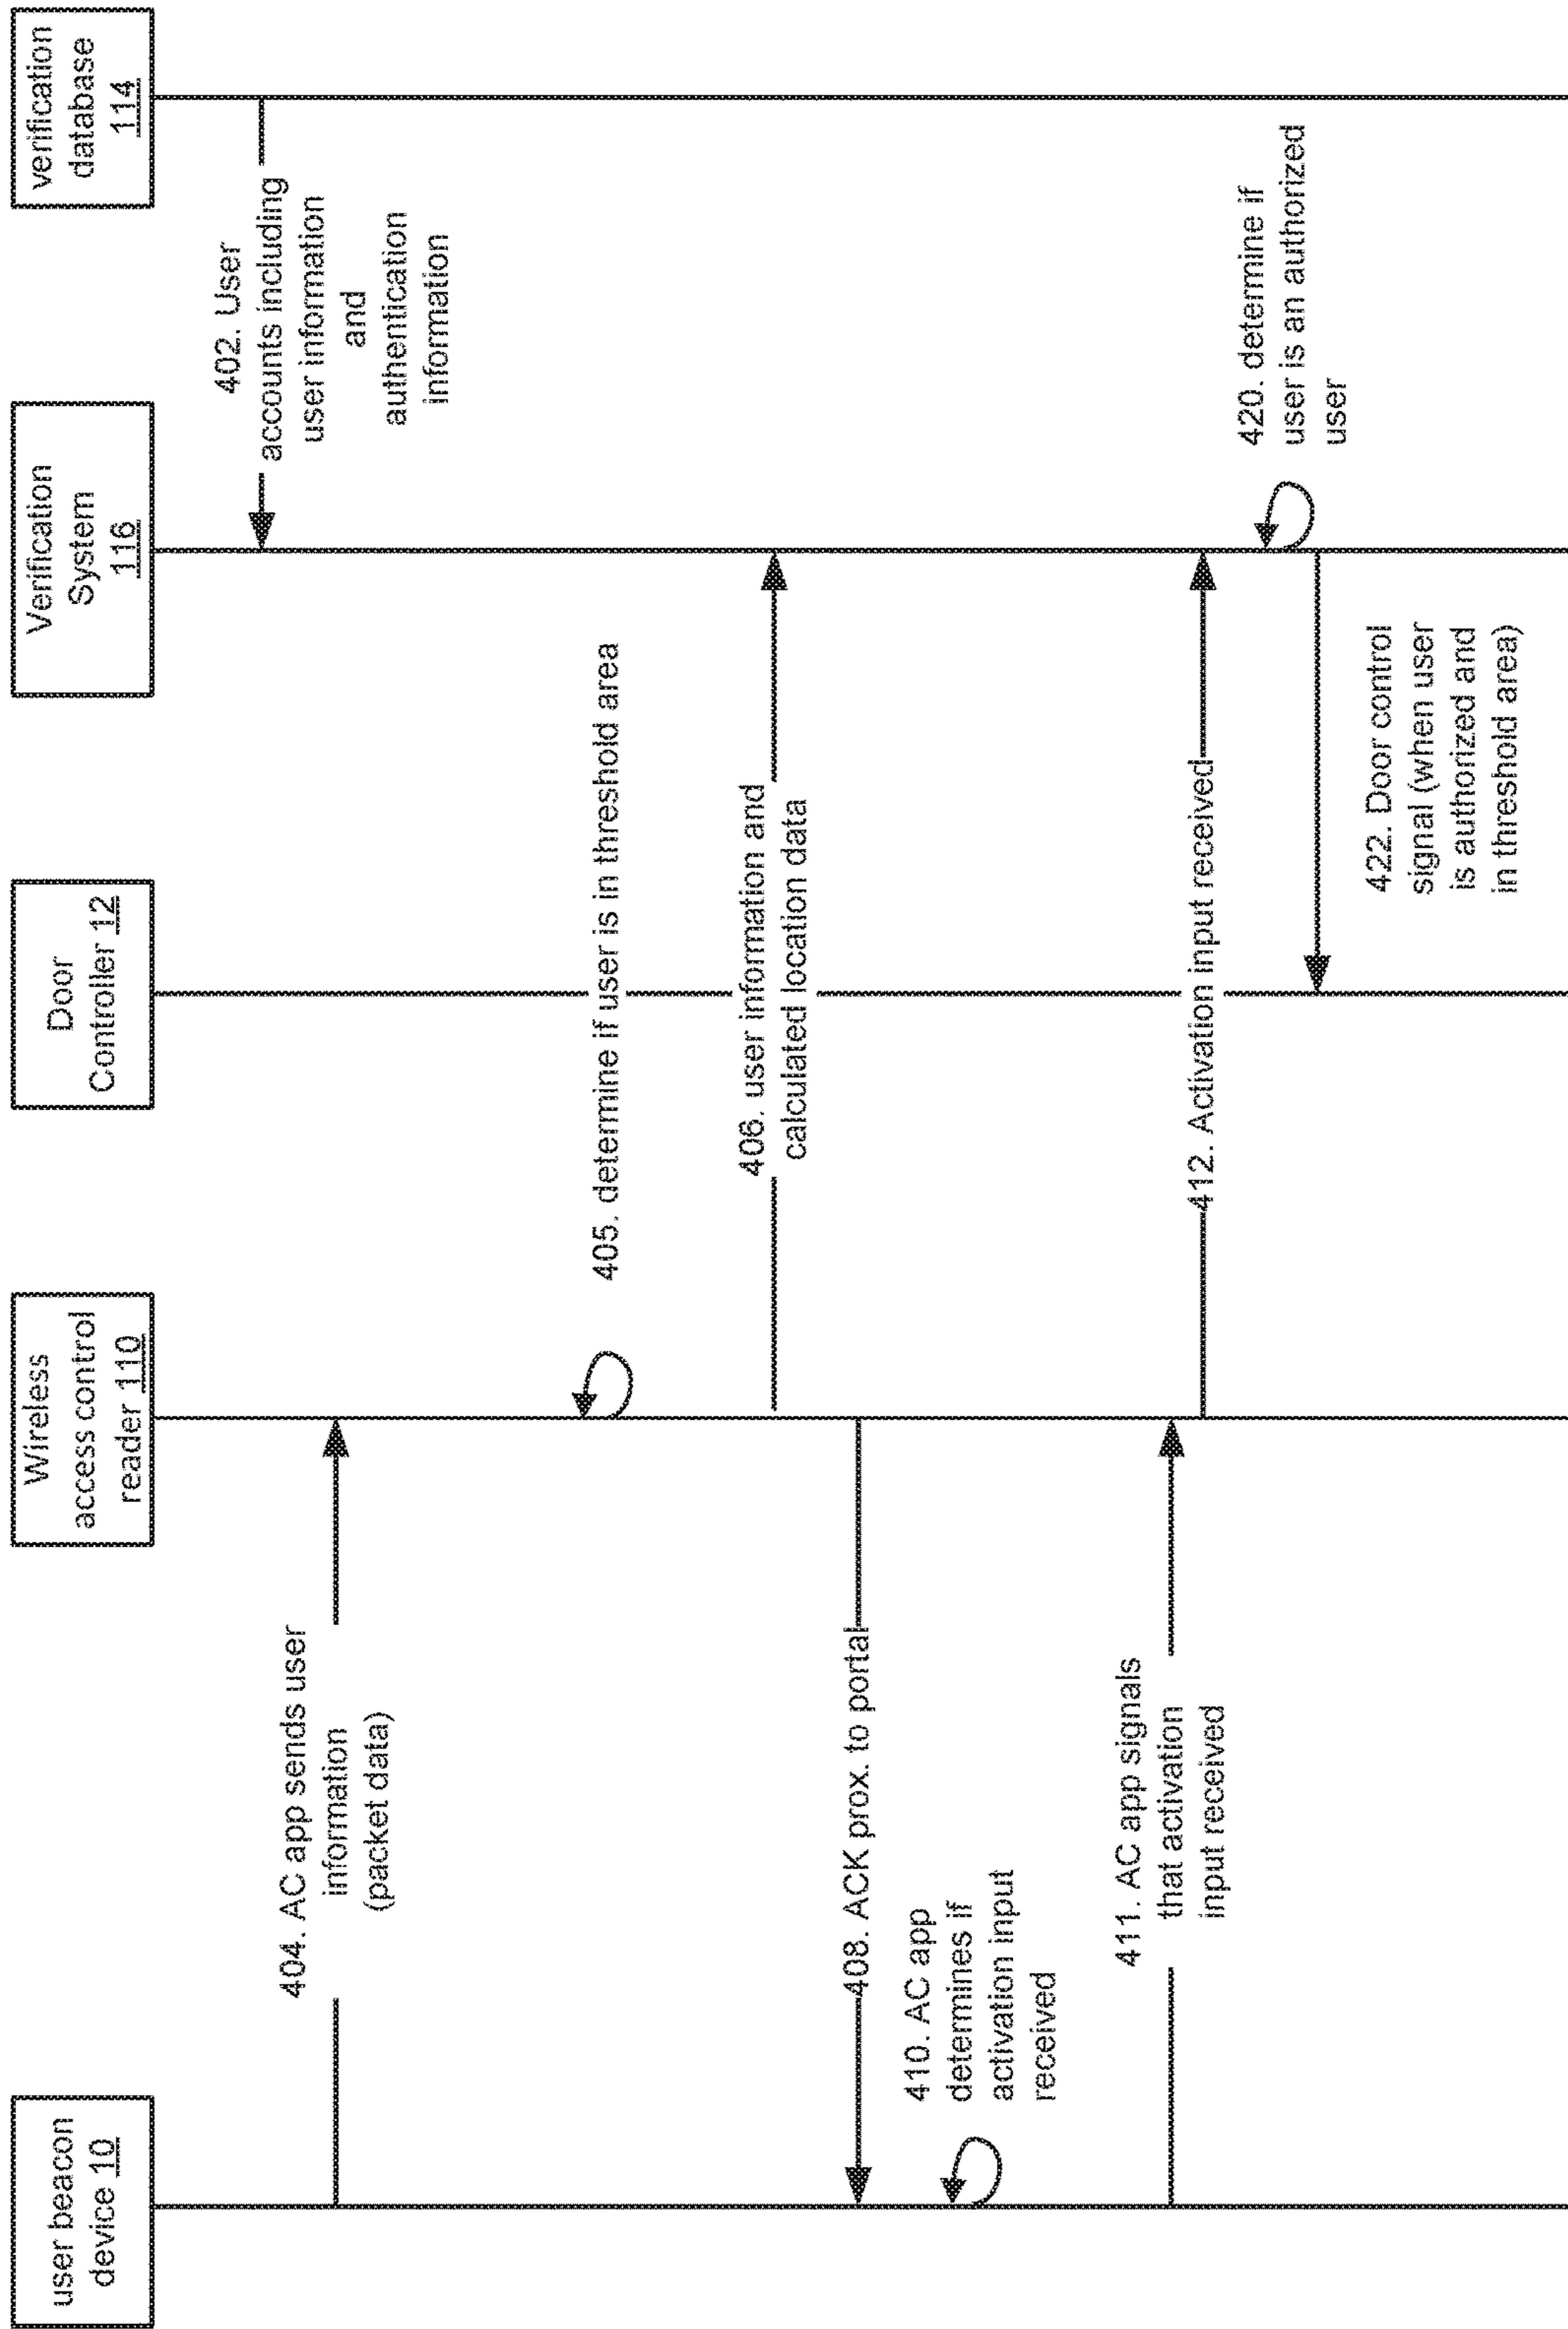 user beacon
device 10
Wireless
access control
reader 110
Door
Controller 12
Verification
System
116
verification
database
114
402. User
accounts including
user information
and
authentication
information
404. AC app sends user
information
(packet data)
405. determine if user is in threshold area
406. user information and
calculated location data
408. ACK prox. to portal
410. AC app
determines if
activation input
received
411. AC app signals
that activation
input received
412. Activation input received
420. determine if
user is an authorized
user
422. Door control
signal (when user
is authorized and
in threshold area)